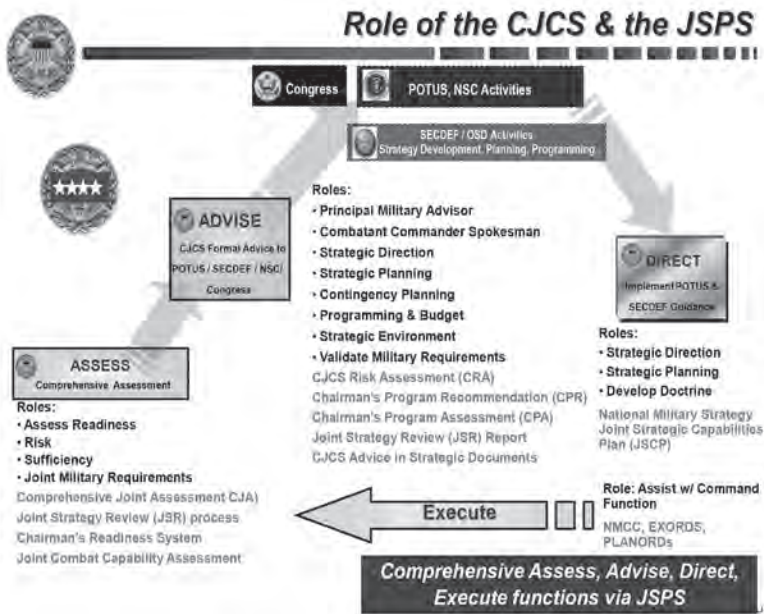 Role of the CJCS & the JSPS
Congress
POTUS, NSC Activities
SECDEF / OSD Activities
Strategy Development, Planning, Programming
ADVISE
CJCS Formal Advice to
POTUS / SECDEF / NSC/
Congress
Roles:
• Principal Military Advisor
• Combatant Commander Spokesman
• Strategic Direction
• Strategic Planning
• Contingency Planning
• Programming & Budget
• Strategic Environment
• Validate Military Requirements
CJCS Risk Assessment (CRA)
Chairman's Program Recommendation (CPR)
Chairman's Program Assessment (CPA)
Joint Strategy Review (JSR) Report
CJCS Advice in Strategic Documents
DIRECT
Implement POTUS &
SECDEF Guidance
Roles:
• Strategic Direction
• Strategic Planning
• Develop Doctrine
National Military Strategy
Joint Strategic Capabilities
Plan (JSCP)
ASSESS
Comprehensive Assessment
Roles:
• Assess Readiness
• Risk
• Sufficiency
• Joint Military Requirements
Comprehensive Joint Assessment CJA)
Joint Strategy Review (JSR) process
Chairman's Readiness System
Joint Combat Capability Assessment
Execute
Role: Assist w/ Command
Function
NMCC, EXORDS,
PLANORDs
Comprehensive Assess, Advise, Direct,
Execute functions via JSPS